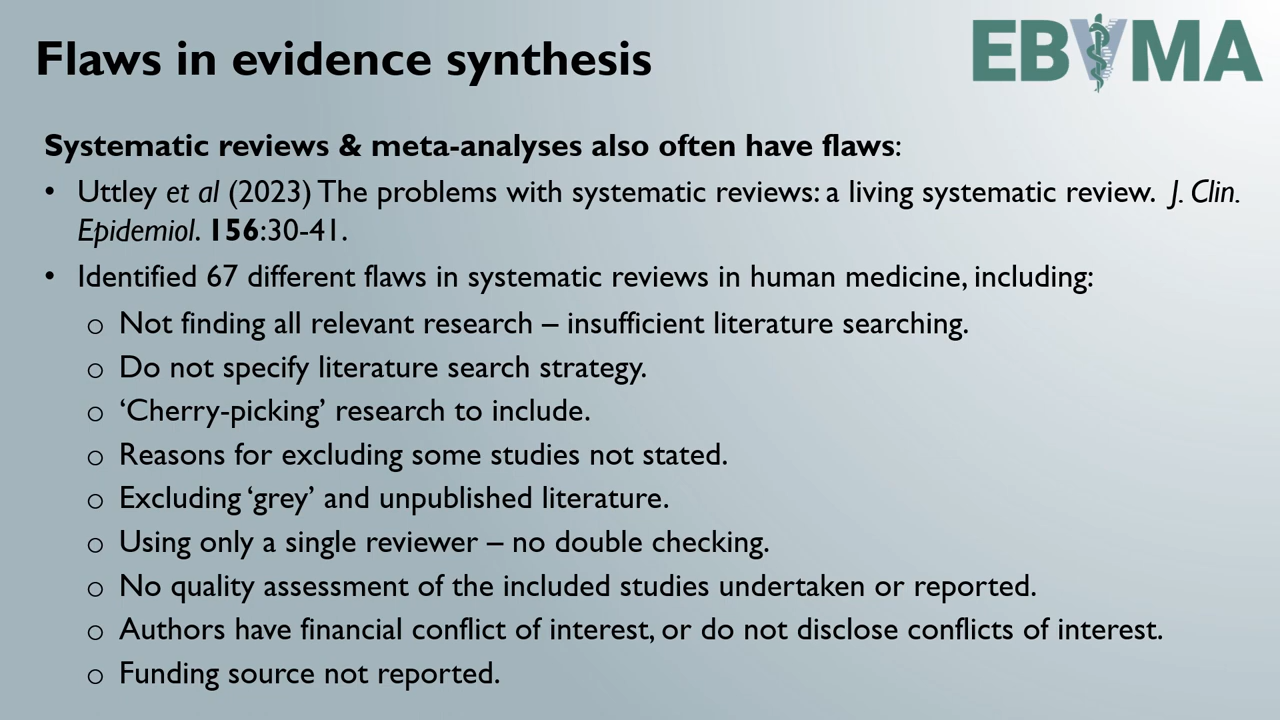 Flaws in evidence synthesis
EBVMA
Systematic reviews & meta-analyses also often have flaws:
• Uttley et al (2023) The problems with systematic reviews: a living systematic review. J. Clin.
Epidemiol. 156:30-41.
• Identified 67 different flaws in systematic reviews in human medicine, including:
o Not finding all relevant research – insufficient literature searching.
o Do not specify literature search strategy.
o ‘Cherry-picking’ research to include.
o Reasons for excluding some studies not stated.
o Excluding ‘grey’ and unpublished literature.
o Using only a single reviewer – no double checking.
o No quality assessment of the included studies undertaken or reported.
o Authors have financial conflict of interest, or do not disclose conflicts of interest.
o Funding source not reported.